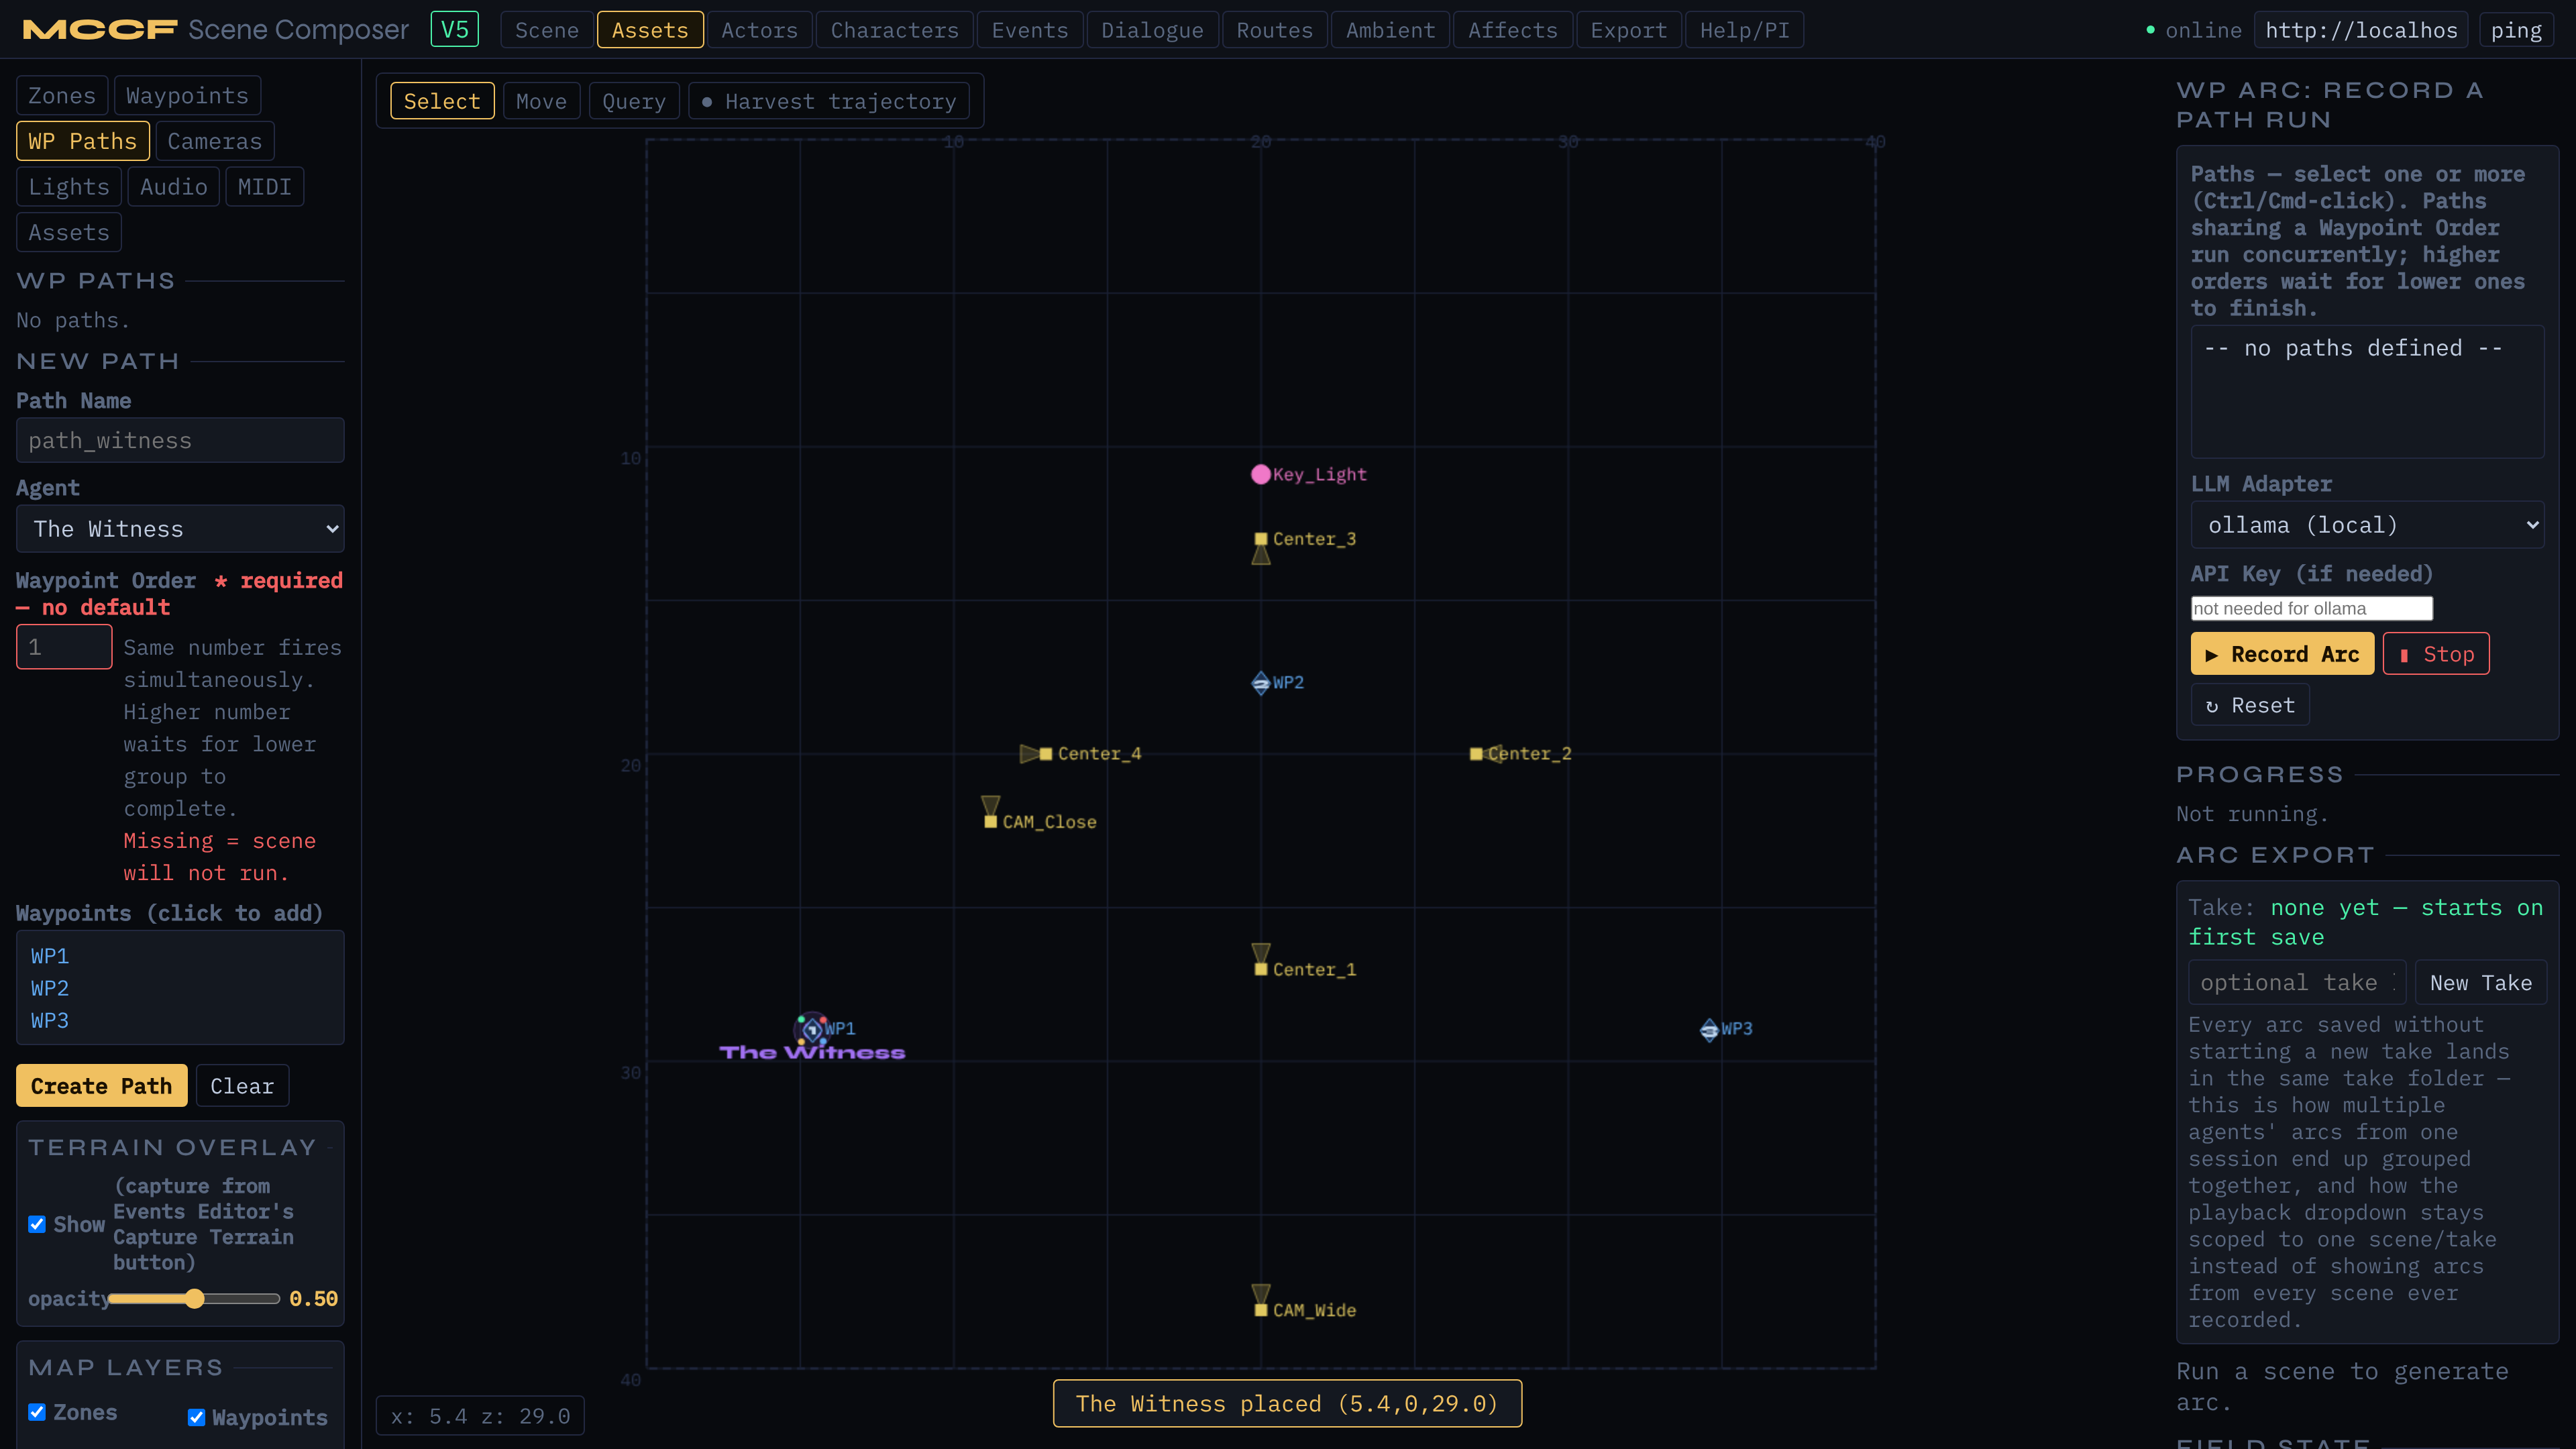 MCCF Scene Composer V5 Scene Assets Actors Characters Events Dialogue Routes Ambient Affects Export Help/PI online http://localhos ping
Zones Waypoints
WP Paths Cameras
Lights Audio MIDI
Assets
WP PATHS
No paths.
NEW PATH
Path Name
path_witness
Agent
The Witness
Waypoint Order * required
— no default
1
Same number fires
simultaneously.
Higher number
waits for lower
group to
complete.
Missing = scene
will not run.
Waypoints (click to add)
WP1
WP2
WP3
Create Path Clear
TERRAIN OVERLAY
Show
(capture from
Events Editor's
Capture Terrain
button)
opacity 0.50
MAP LAYERS
Zones Waypoints
Select Move Query Harvest trajectory
10 20 30 40
10
Key_Light
Center_3
WP2
20
Center_4
Center_2
CAM_Close
Center_1
WP1
The Witness
WP3
30
CAM_Wide
40
x: 5.4 z: 29.0
The Witness placed (5.4,0,29.0)
WP ARC: RECORD A
PATH RUN
Paths — select one or more
(Ctrl/Cmd-click). Paths
sharing a Waypoint Order
run concurrently; higher
orders wait for lower ones
to finish.
-- no paths defined --
LLM Adapter
ollama (local)
API Key (if needed)
not needed for ollama
▶ Record Arc Stop
↻ Reset
PROGRESS
Not running.
ARC EXPORT
Take: none yet — starts on
first save
optional take New Take
Every arc saved without
starting a new take lands
in the same take folder —
this is how multiple
agents' arcs from one
session end up grouped
together, and how the
playback dropdown stays
scoped to one scene/take
instead of showing arcs
from every scene ever
recorded.
Run a scene to generate
arc.
FIELD STATE